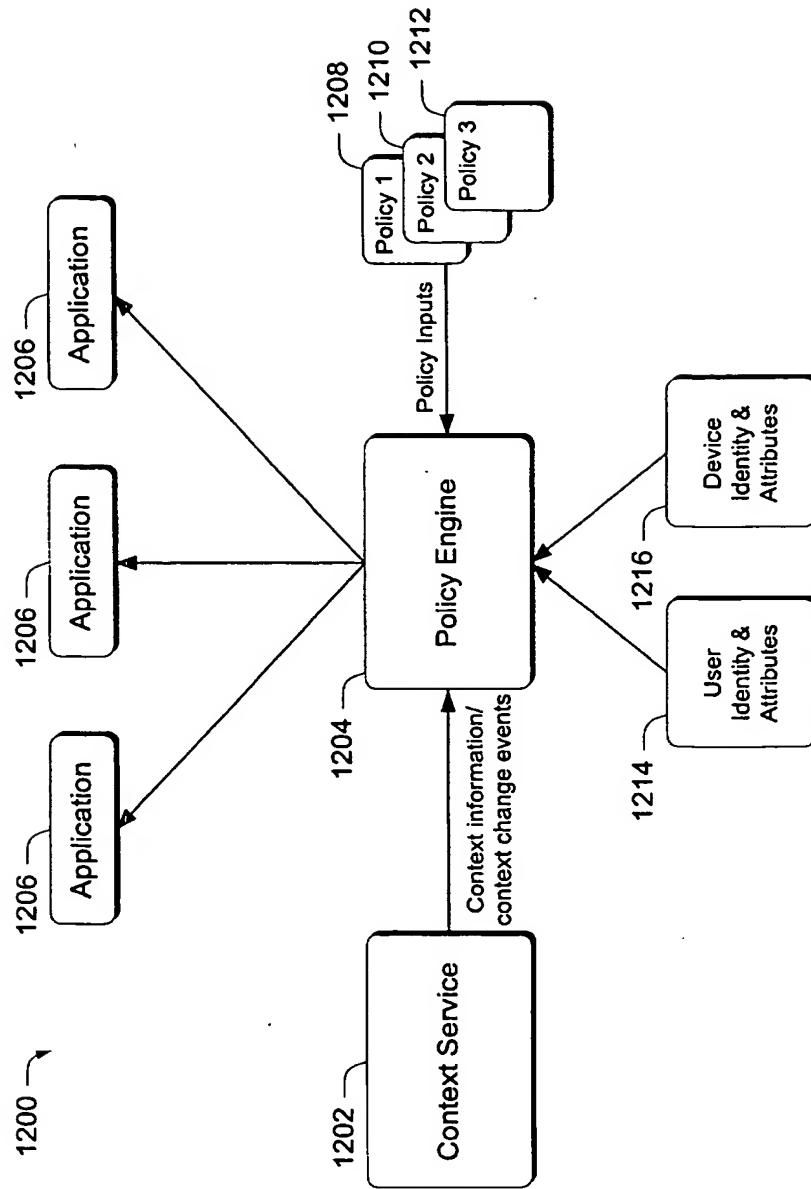 1200
1206
Application
1206
Application
1206
Application
1202
Context Service
Context information/
context change events
1204
Policy Engine
Policy Inputs
Policy 1
1208
Policy 2
1210
Policy 3
1212
1214
User
Identity &
Attributes
1216
Device
Identity &
Attributes